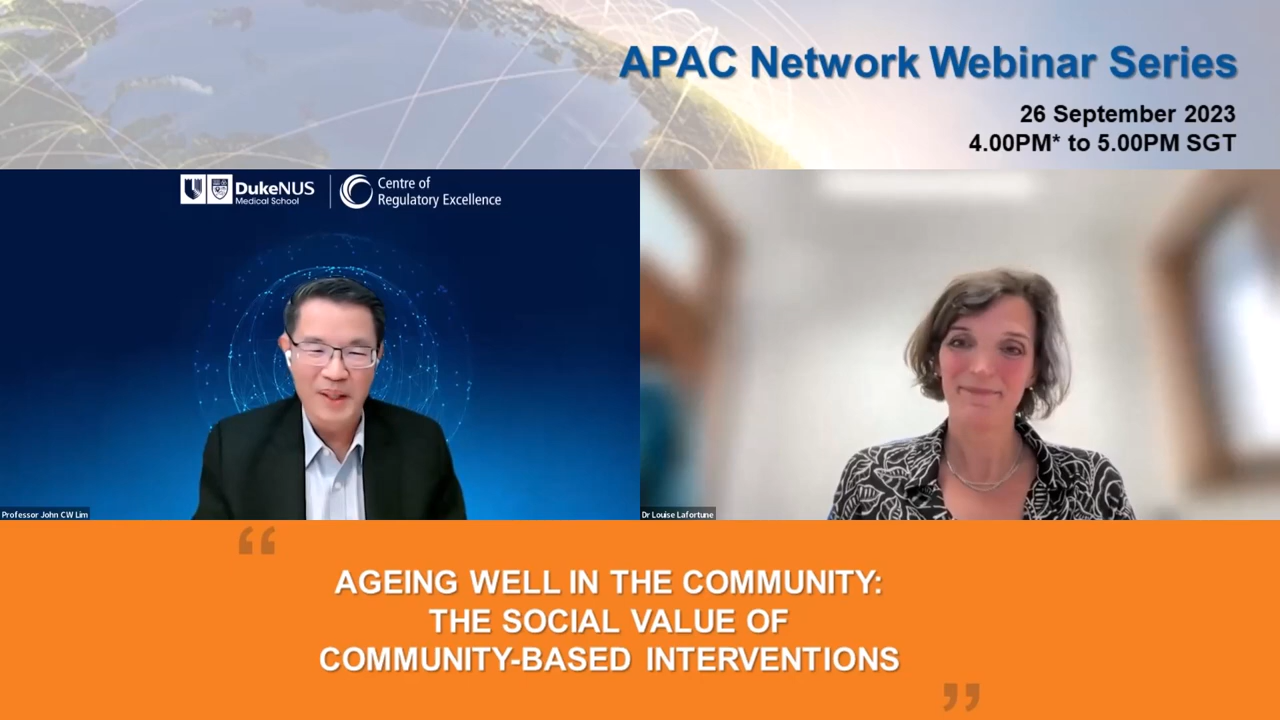 APAC Network Webinar Series
26 September 2023
4.00PM* to 5.00PM SGT
DukeNUS
Medical School
Centre of
Regulatory Excellence
Professor John CW Lim
Dr Louise Lafortune
“
AGEING WELL IN THE COMMUNITY:
THE SOCIAL VALUE OF
COMMUNITY-BASED INTERVENTIONS
”